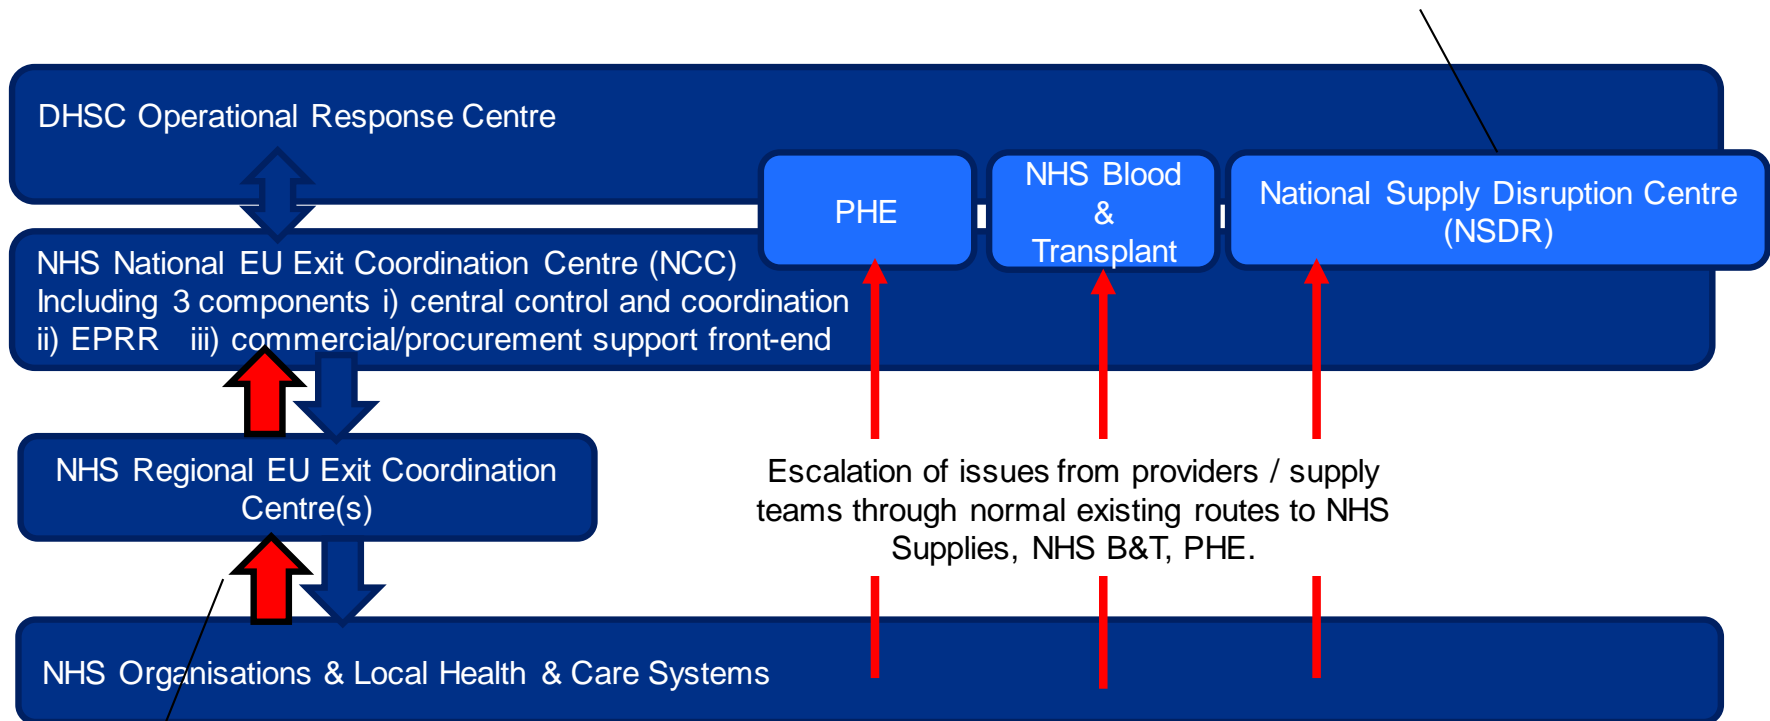 DHSC Operational Response Centre
PHE
NHS Blood
&
Transplant
National Supply Disruption Centre
(NSDR)
NHS National EU Exit Coordination Centre (NCC)
Including 3 components i) central control and coordination
ii) EPRR iii) commercial/procurement support front-end
NHS Regional EU Exit Coordination
Centre(s)
Escalation of issues from providers / supply
teams through normal existing routes to NHS
Supplies, NHS B&T, PHE.
NHS Organisations & Local Health & Care Systems